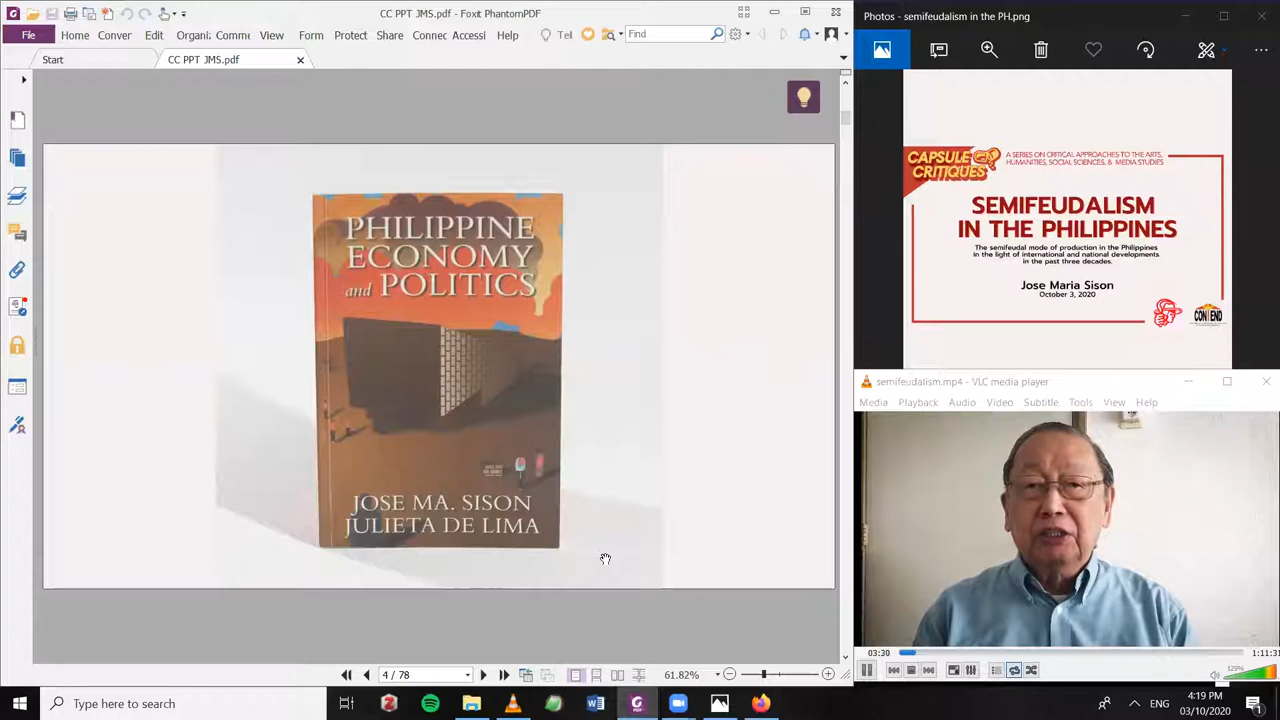 CC PPT JMS.pdf - Foxit PhantomPDF
File
Home
Conver
Edit
Organi
Comme
View
Form
Protect
Share
Connec
Accessi
Help
Tel
Find
Start
CC PPT JMS.pdf
PHILIPPINE
ECONOMY
and POLITICS
JOSE MA. SISON
JULIETA DE LIMA
4 / 78
61.82%
Photos - semifeudalism in the PH.png
CAPSULE
CRITIQUES
A SERIES ON CRITICAL APPROACHES TO THE ARTS,
HUMANITIES, SOCIAL SCIENCES, & MEDIA STUDIES
SEMIFEUDALISM
IN THE PHILIPPINES
The semifeudal mode of production in the Philippines
in the light of international and national developments
in the past three decades.
Jose Maria Sison
October 3, 2020
CONTEND
semifeudalism.mp4 - VLC media player
Media Playback Audio Video Subtitle Tools View Help
03:30
1:11:31
125%
Type here to search
ENG
4:19 PM
03/10/2020